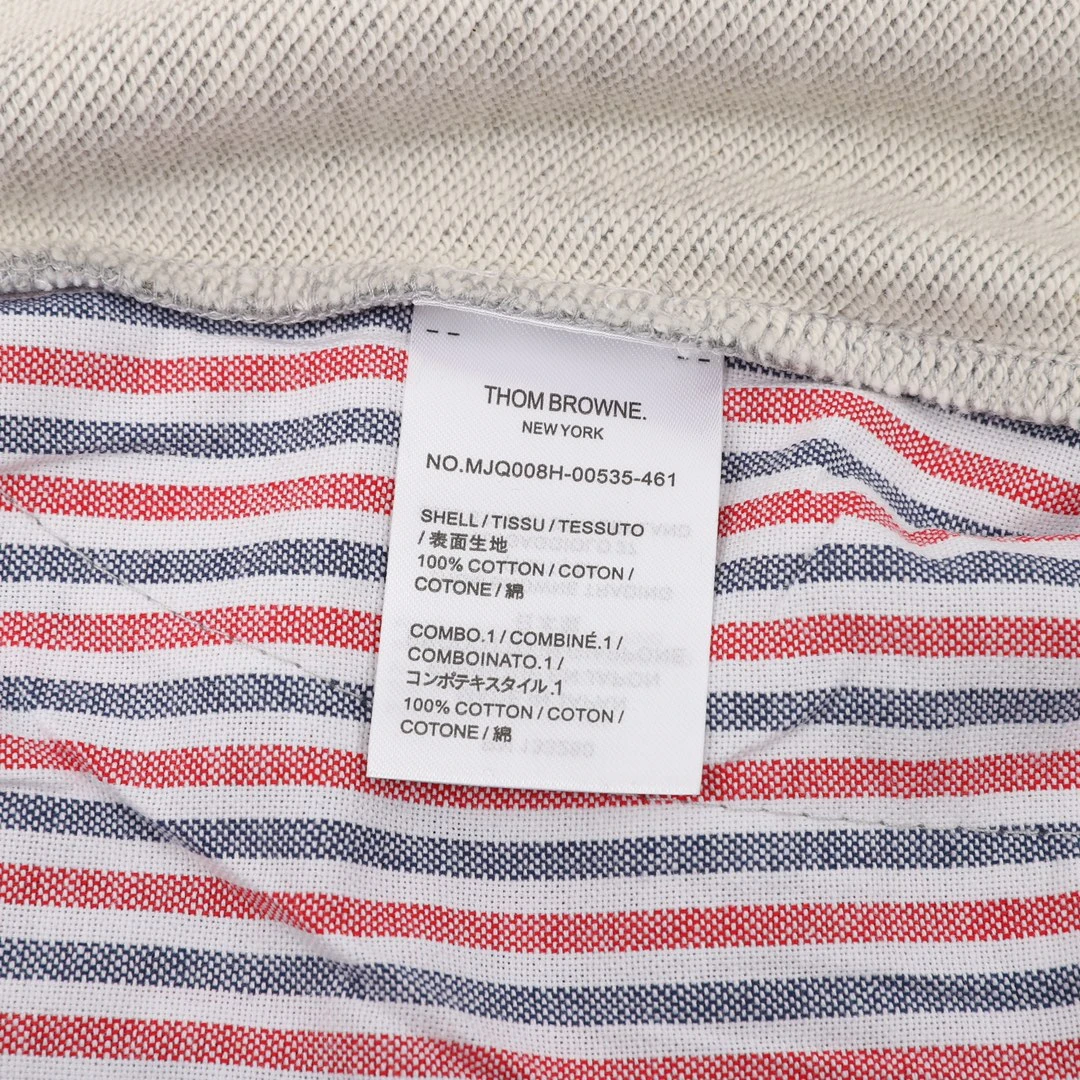 THOM BROWNE.
NEW YORK
NO.MJQ008H-00535-461
SHELL / TISSU / TESSUTO
/ 表面生地
100% COTTON / COTON /
COTONE / 綿
COMBO.1 / COMBINÉ.1 /
COMBOINATO.1 /
コンポテキスタイル.1
100% COTTON / COTON /
COTONE / 綿